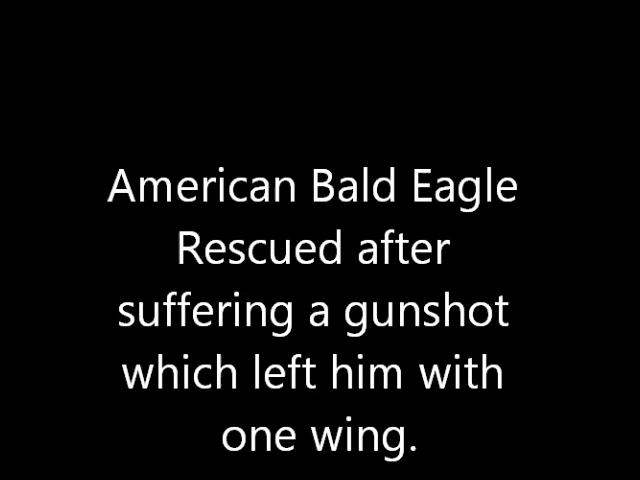 American Bald Eagle
Rescued after
suffering a gunshot
which left him with
one wing.